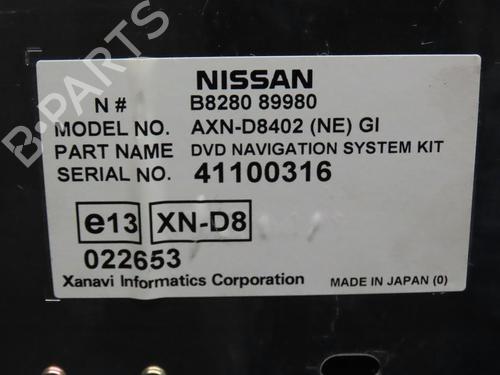 NISSAN
N # B8280 89980
MODEL NO. AXN-D8402 (NE) GI
PART NAME DVD NAVIGATION SYSTEM KIT
SERIAL NO. 41100316
e13 XN-D8
022653
Xanavi Informatics Corporation MADE IN JAPAN (0)